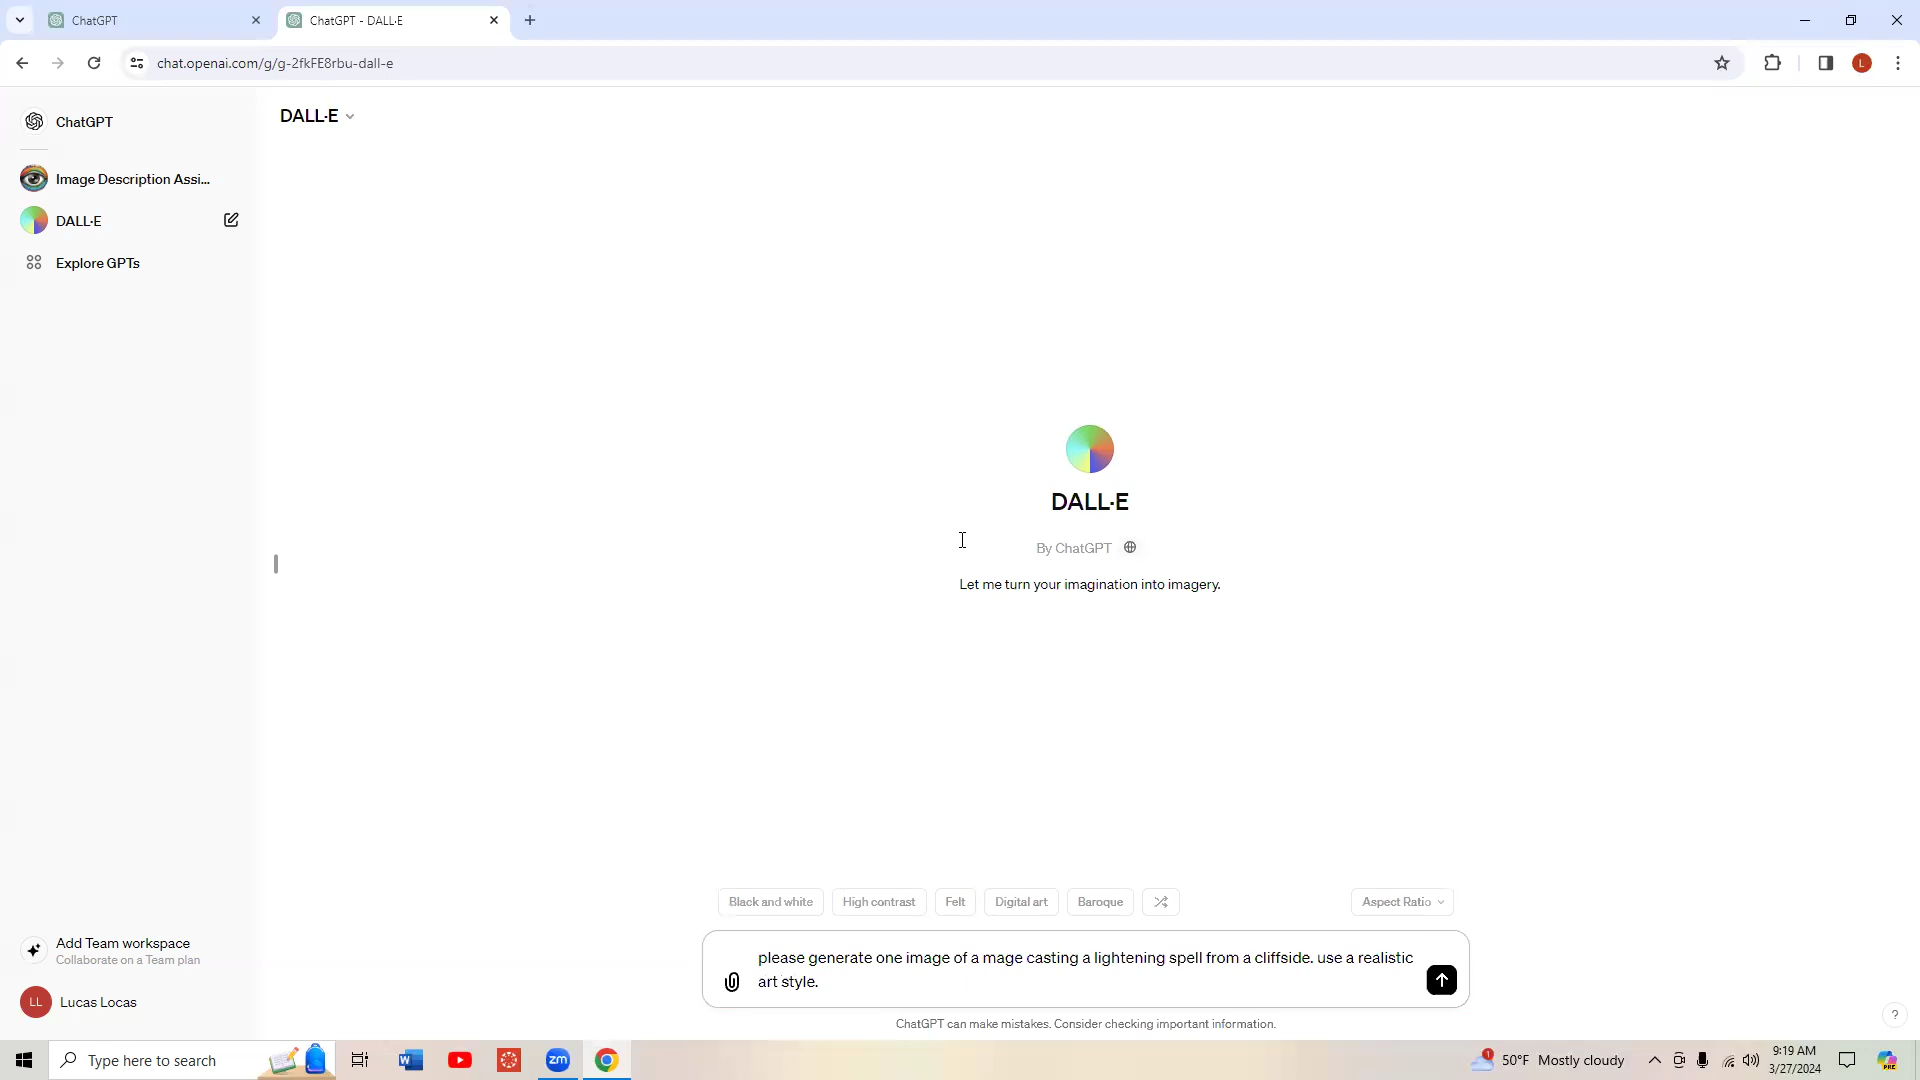 ChatGPT
ChatGPT - DALL·E
chat.openai.com/g/g-2fkFE8rbu-dall-e
L
ChatGPT
DALL·E
Image Description Assi...
DALL·E
Explore GPTs
DALL·E
By ChatGPT
Let me turn your imagination into imagery.
Black and white
High contrast
Felt
Digital art
Baroque
Aspect Ratio
please generate one image of a mage casting a lightening spell from a cliffside. use a realistic
art style.
Add Team workspace
Collaborate on a Team plan
LL
Lucas Locas
ChatGPT can make mistakes. Consider checking important information.
?
Type here to search
W
zm
1
50°F Mostly cloudy
9:19 AM
3/27/2024
PRE